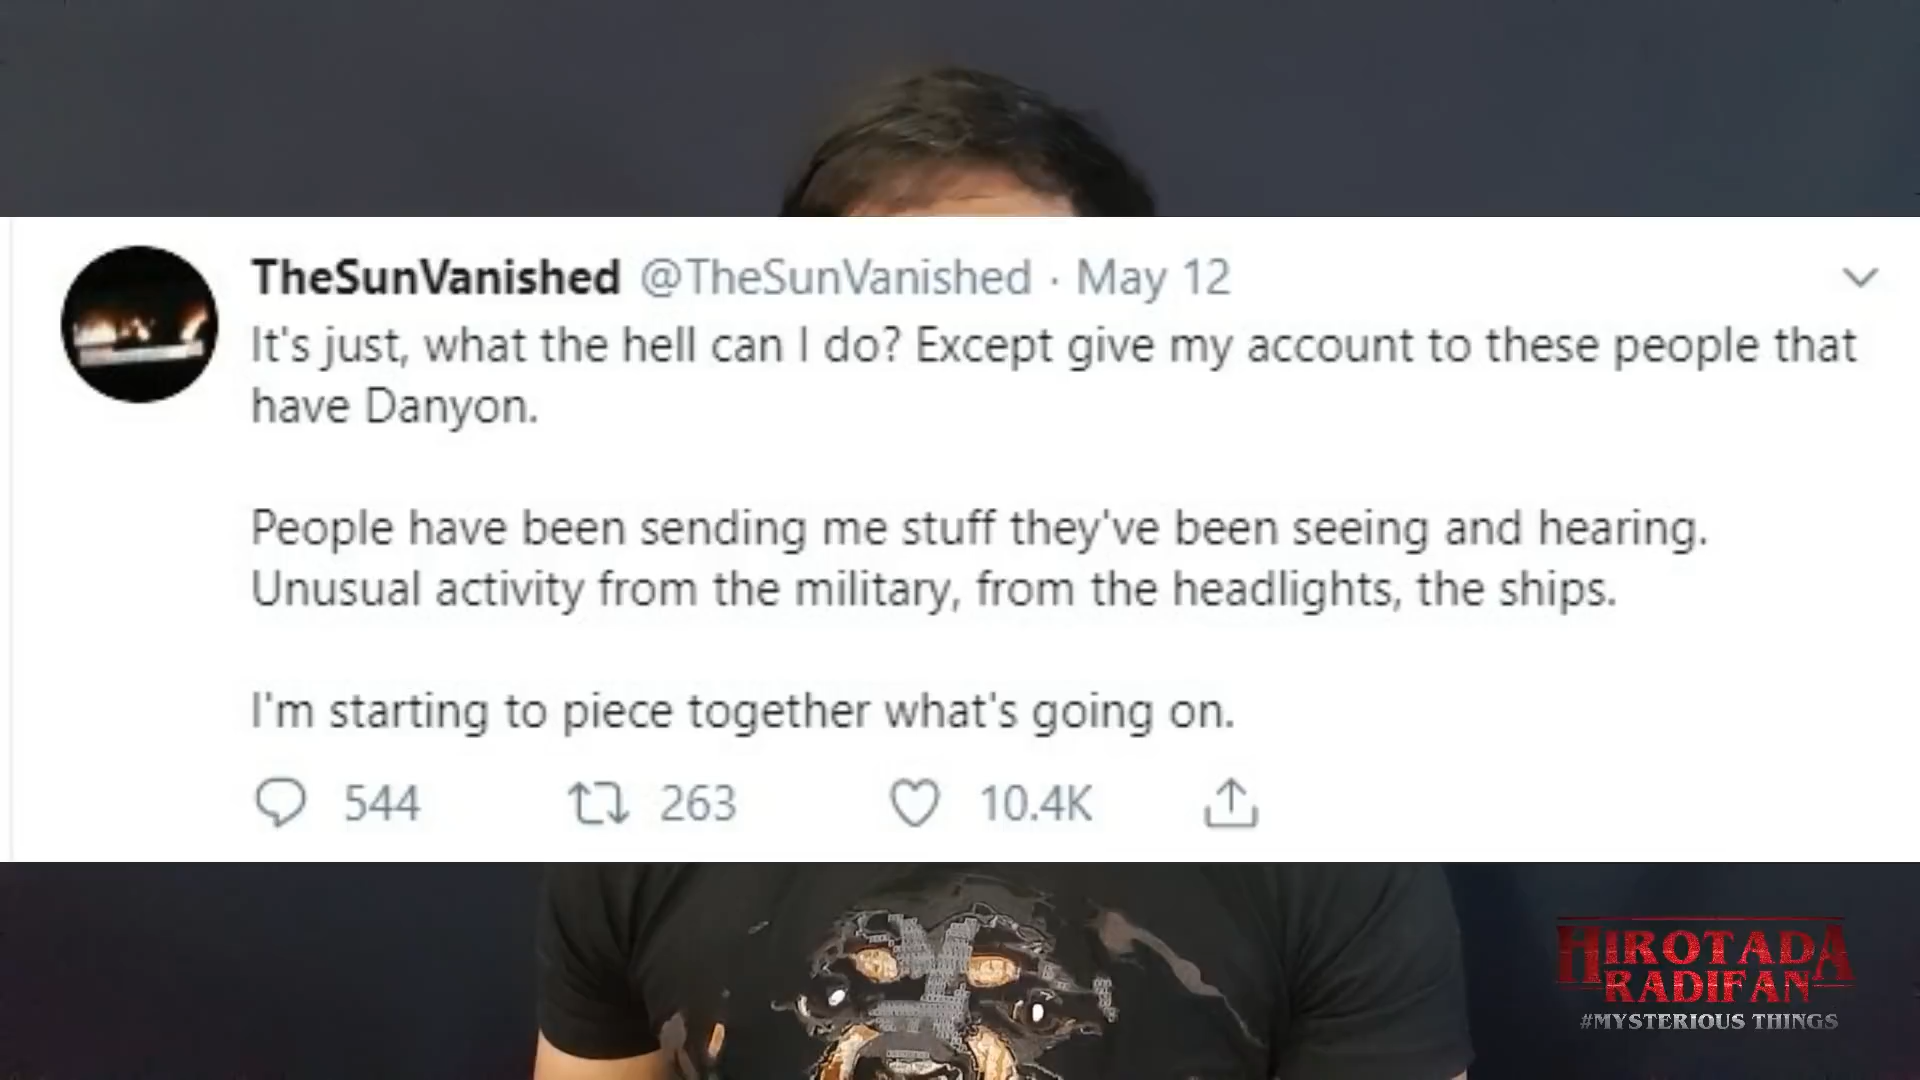 TheSunVanished @TheSunVanished · May 12
It's just, what the hell can I do? Except give my account to these people that
have Danyon.
People have been sending me stuff they've been seeing and hearing.
Unusual activity from the military, from the headlights, the ships.
I'm starting to piece together what's going on.
544 263 10.4K
HIROTADA
RADIFAN
#MYSTERIOUS THINGS